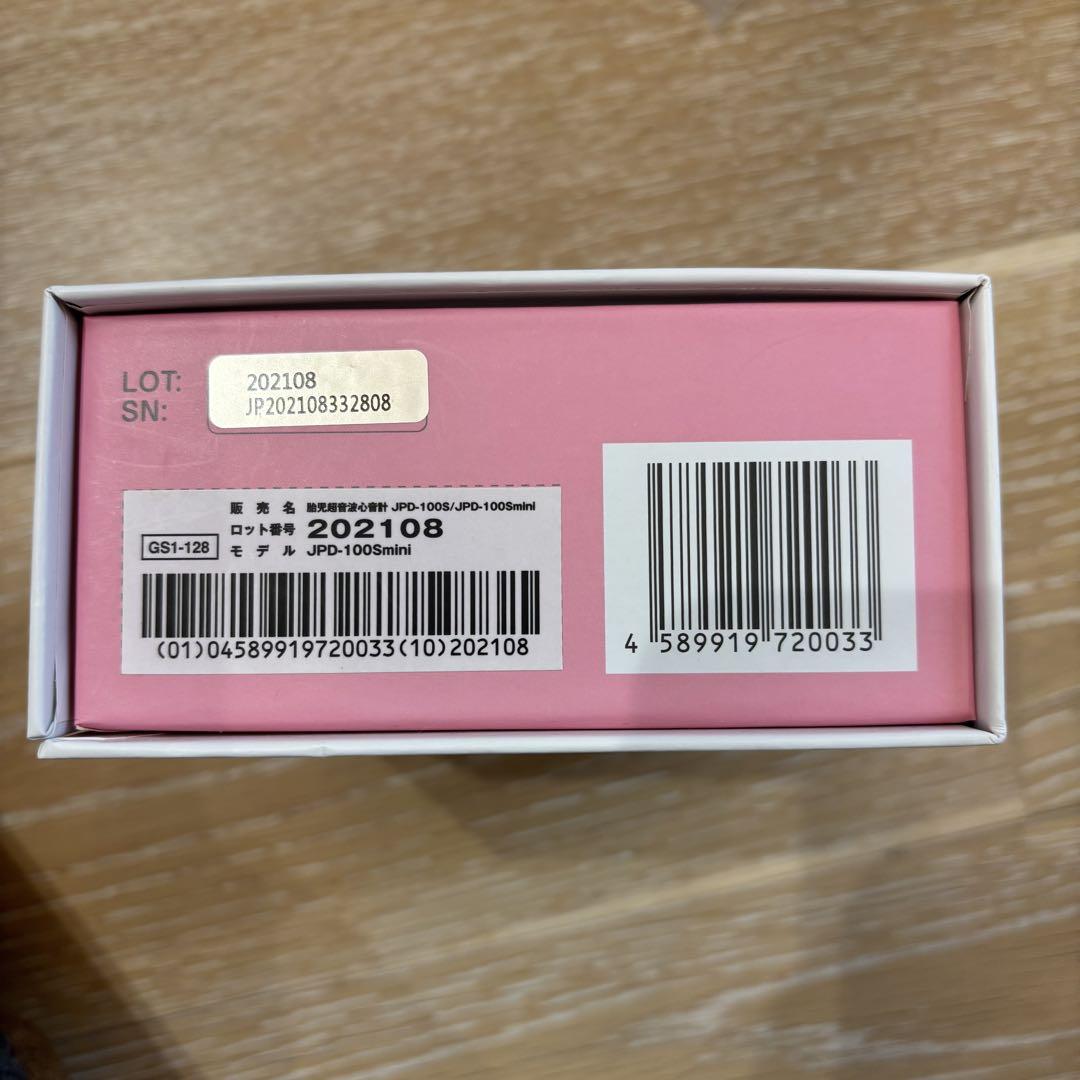 LOT: 202108
SN: JP202108332808
販売名 胎児超音波心音計 JPD-100S/JPD-100Smini
ロット番号 202108
GS1-128 モデル JPD-100Smini
(01)04589919720033(10)202108
4 589919 720033